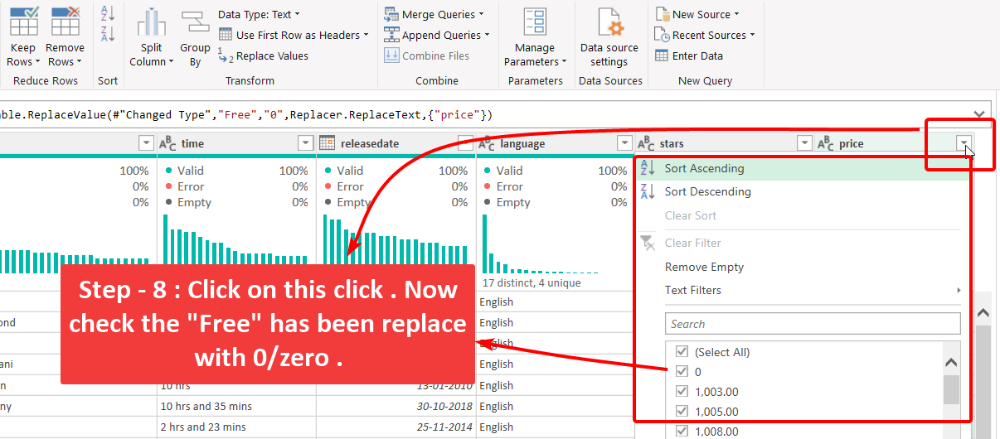 Keep Rows
Remove Rows
Reduce Rows
A Z
Z A
Sort
Split Column
Group By
Data Type: Text
Use First Row as Headers
1 2 Replace Values
Transform
Merge Queries
Append Queries
Combine Files
Combine
Manage Parameters
Parameters
Data source settings
Data Sources
New Source
Recent Sources
Enter Data
New Query
able.ReplaceValue(#"Changed Type","Free","0",Replacer.ReplaceText,{"price"})
ABC time
releasedate
ABC language
ABC stars
ABC price
100%
0%
0%
Valid 100%
Error 0%
Empty 0%
Valid 100%
Error 0%
Empty 0%
Valid 100%
Error 0%
Empty 0%
17 distinct, 4 unique
A Z Sort Ascending
Z A Sort Descending
Clear Sort
Clear Filter
Remove Empty
Text Filters
Search
(Select All)
0
1,003.00
1,005.00
1,008.00
Step - 8 : Click on this click . Now
check the "Free" has been replace
with 0/zero .
English
ond English
English
ani English
n 10 hrs 13-01-2010 English
ny 10 hrs and 35 mins 30-10-2018 English
2 hrs and 23 mins 25-11-2014 English